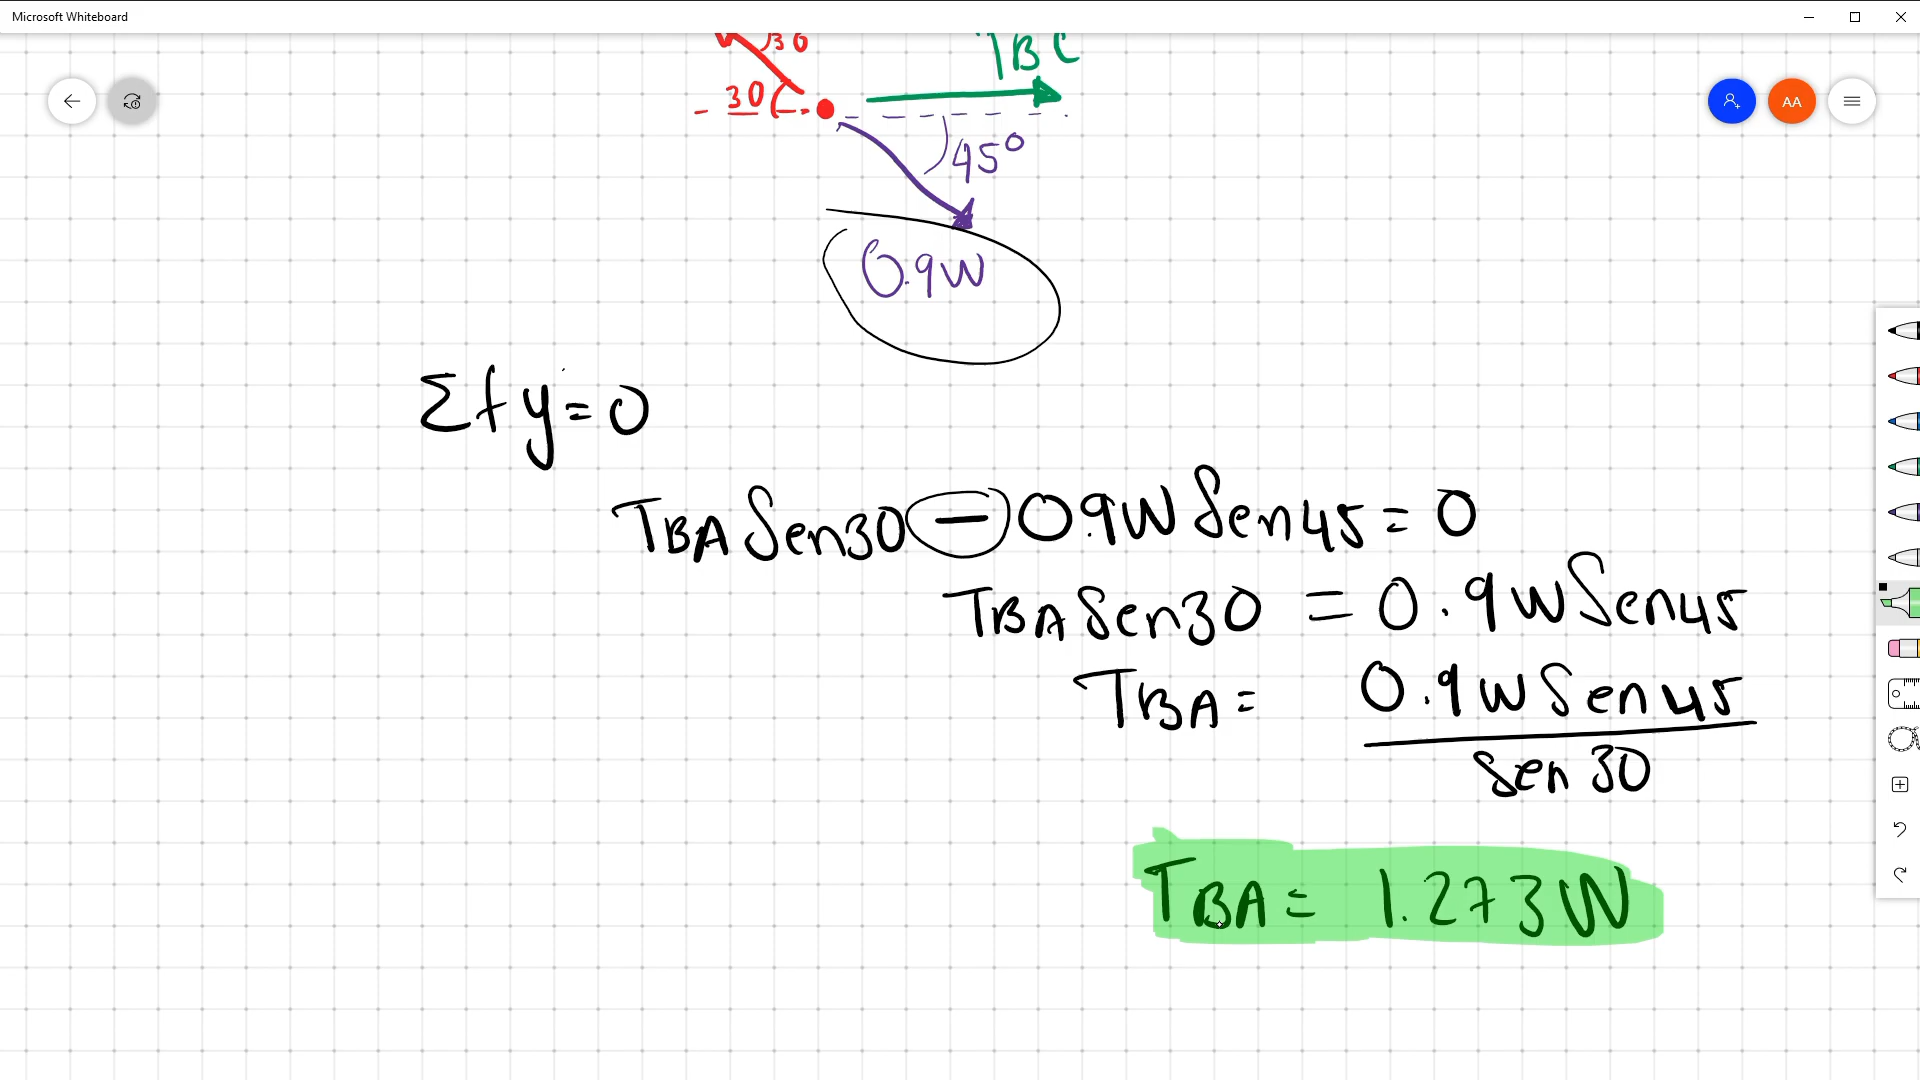 Microsoft Whiteboard
30
TBC
30
45°
AA
0.9W
Σfy=0
TBA Sen30 - 0.9W Sen45 = 0
TBA Sen30 = 0.9W Sen45
TBA = 0.9W Sen45
Sen 30
TBA = 1.273W